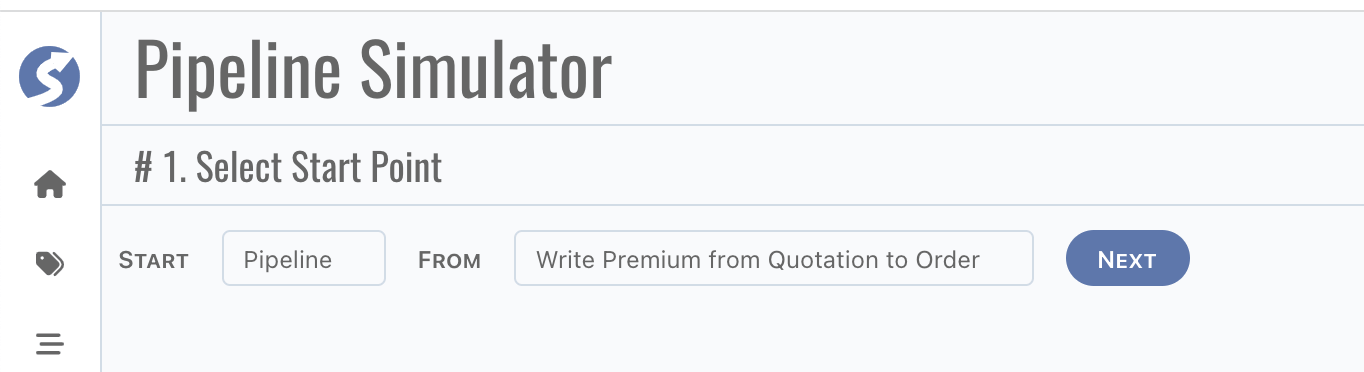 Pipeline Simulator
# 1. Select Start Point
START Pipeline FROM Write Premium from Quotation to Order NEXT